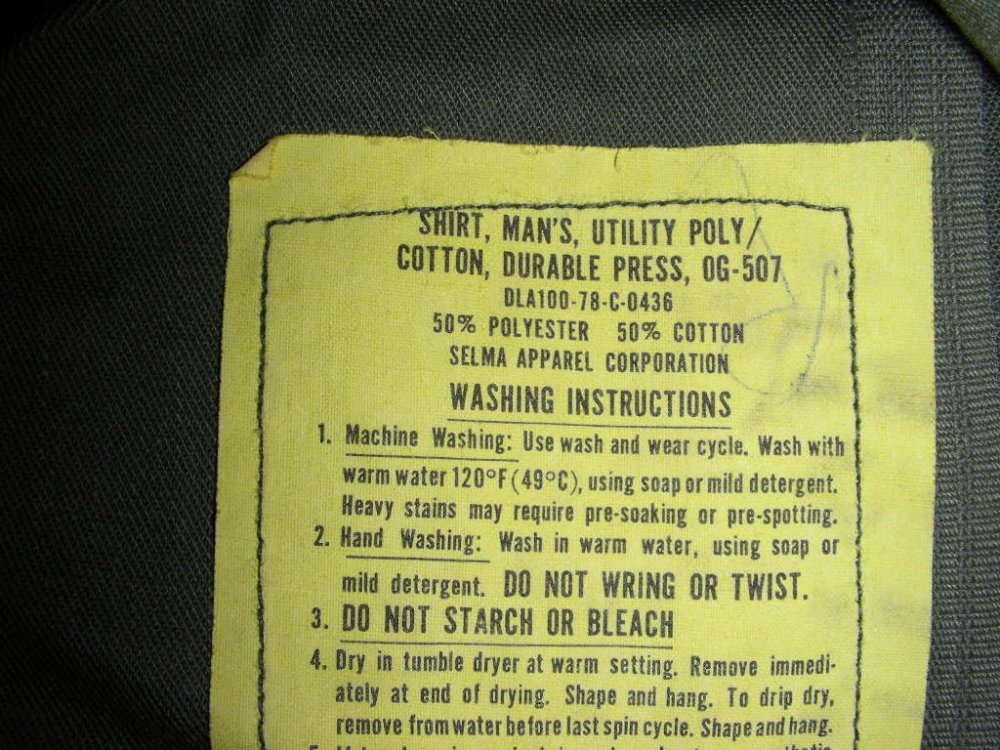 SHIRT, MAN'S, UTILITY POLY/
COTTON, DURABLE PRESS, OG-507
DLA100-78-C-0436
50% POLYESTER 50% COTTON
SELMA APPAREL CORPORATION
WASHING INSTRUCTIONS
1. Machine Washing: Use wash and wear cycle. Wash with
warm water 120°F (49°C), using soap or mild detergent.
Heavy stains may require pre-soaking or pre-spotting.
2. Hand Washing: Wash in warm water, using soap or
mild detergent. DO NOT WRING OR TWIST.
3. DO NOT STARCH OR BLEACH
4. Dry in tumble dryer at warm setting. Remove immedi-
ately at end of drying. Shape and hang. To drip dry,
remove from water before last spin cycle. Shape and hang.